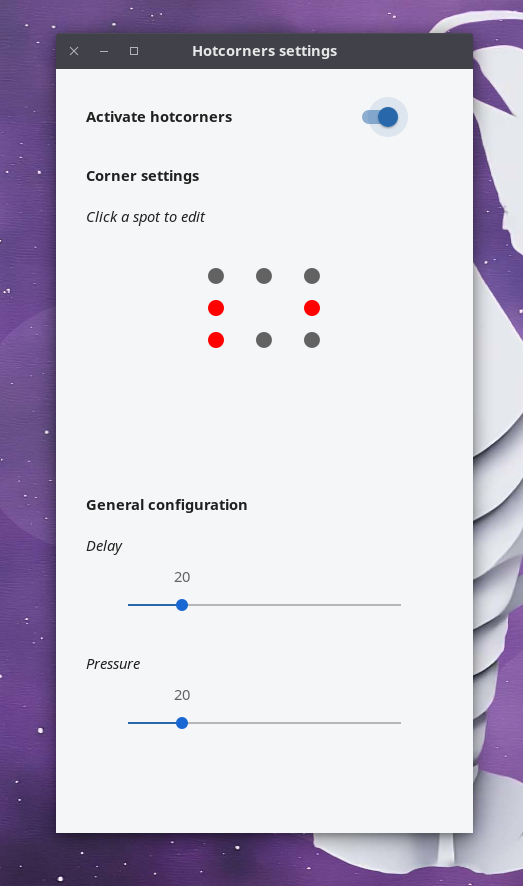 Hotcorners settings
Activate hotcorners
Corner settings
Click a spot to edit
General configuration
Delay
20
Pressure
20